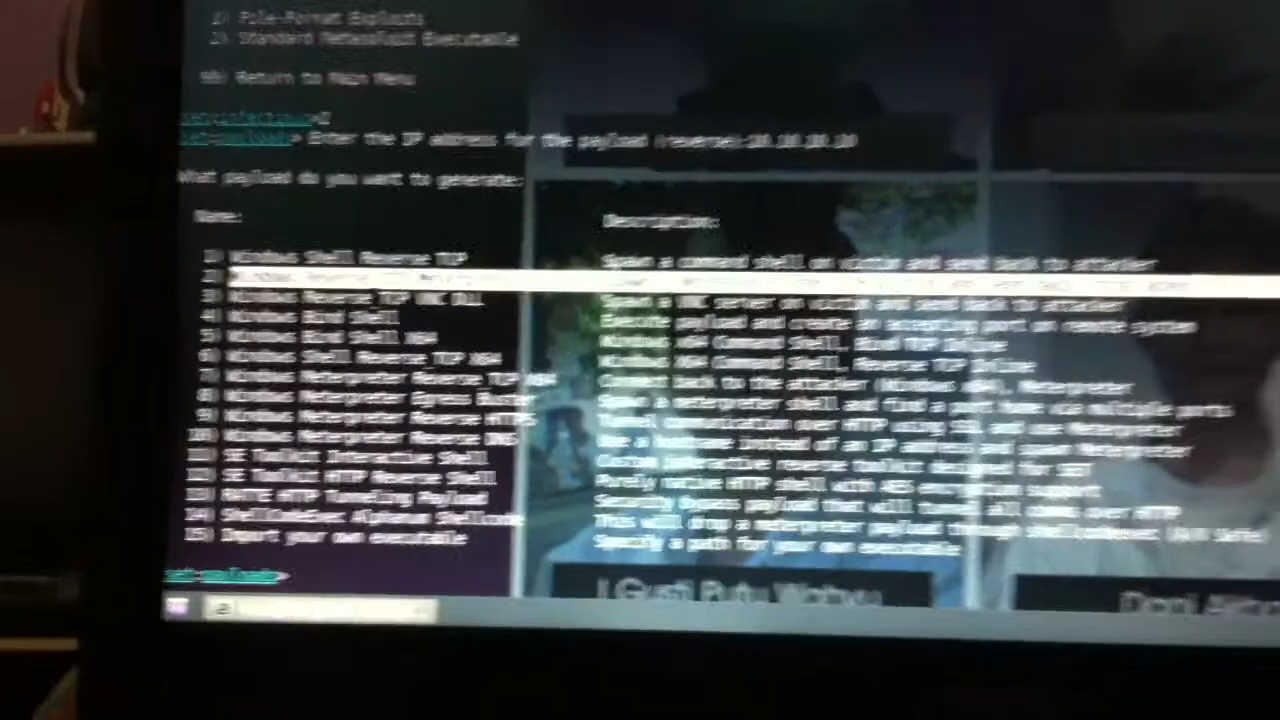 1) File-Format Exploits
2) Standard Metasploit Executable
99) Return to Main Menu
Enter the IP address for the payload (reverse):
What payload do you want to generate:
Name: Description:
1) Windows Shell Reverse_TCP Spawn a command shell on victim and send back to attacker
2) Windows Reverse_TCP
3) Windows Reverse_TCP VNC DLL Spawn a VNC server on victim and send back to attacker
4) Windows Bind Shell Execute payload and create an accepting port on remote system
5) Windows Bind Shell X64 Windows x64 Command Shell, Bind TCP Inline
6) Windows Shell Reverse_TCP X64 Windows X64 Command Shell, Reverse TCP Inline
7) Windows Meterpreter Reverse_TCP X64 Connect back to the attacker (Windows x64), Meterpreter
8) Windows Meterpreter Egress Buster Spawn a meterpreter shell and find a port home via multiple ports
9) Windows Meterpreter Reverse HTTPS Tunnel communication over HTTP using SSL and use Meterpreter
10) Windows Meterpreter Reverse DNS Use a hostname instead of an IP address and spawn Meterpreter
11) SE Toolkit Interactive Shell Custom interactive reverse toolkit designed for SET
12) SE Toolkit HTTP Reverse Shell Purely native HTTP shell with AES encryption support
13) RATTE HTTP Tunneling Payload Security bypass payload that will tunnel all comms over HTTP
14) ShellCodeExec Alphanum Shellcode This will drop a meterpreter payload through shellcodeexec (A/V Safe)
15) Import your own executable Specify a path for your own executable
I Gusti Putu